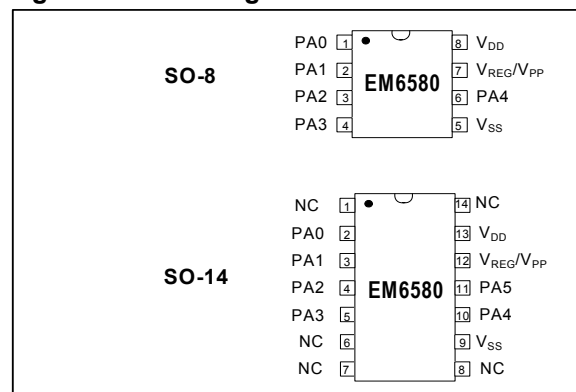 SO-8
PA0 1 8 VDD
PA1 2 7 VREG/VPP
EM6580
PA2 3 6 PA4
PA3 4 5 VSS
SO-14
NC 1 14 NC
PA0 2 13 VDD
PA1 3 12 VREG/VPP
PA2 4 EM6580 11 PA5
PA3 5 10 PA4
NC 6 9 VSS
NC 7 8 NC